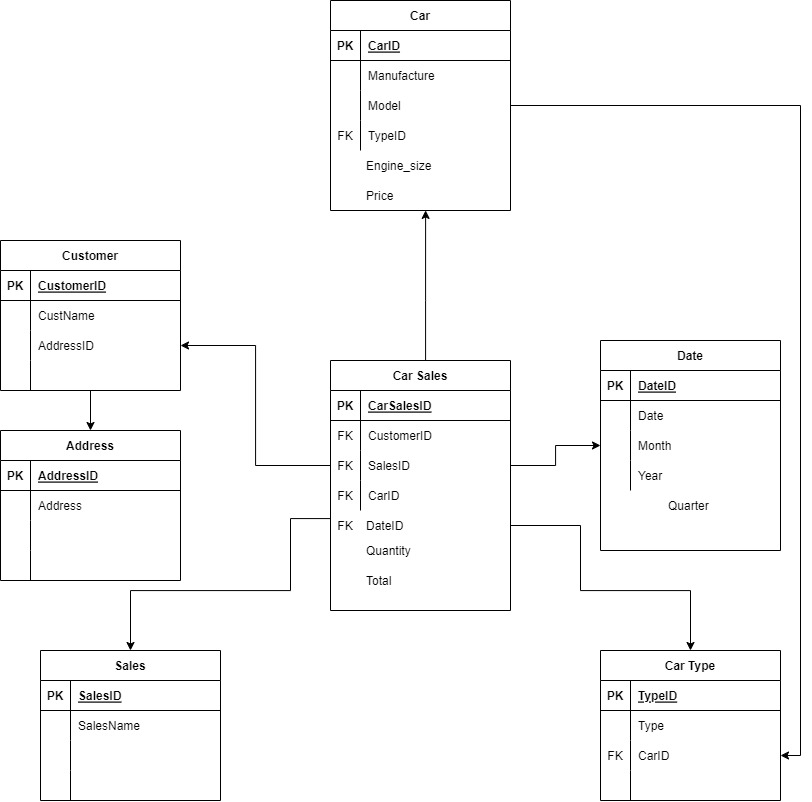 Car
PK CarID
Manufacture
Model
FK TypeID
Engine_size
Price
Customer
PK CustomerID
CustName
AddressID
Address
PK AddressID
Address
Car Sales
PK CarSalesID
FK CustomerID
FK SalesID
FK CarID
FK DateID
Quantity
Total
Date
PK DateID
Date
Month
Year
Quarter
Sales
PK SalesID
SalesName
Car Type
PK TypeID
Type
FK CarID